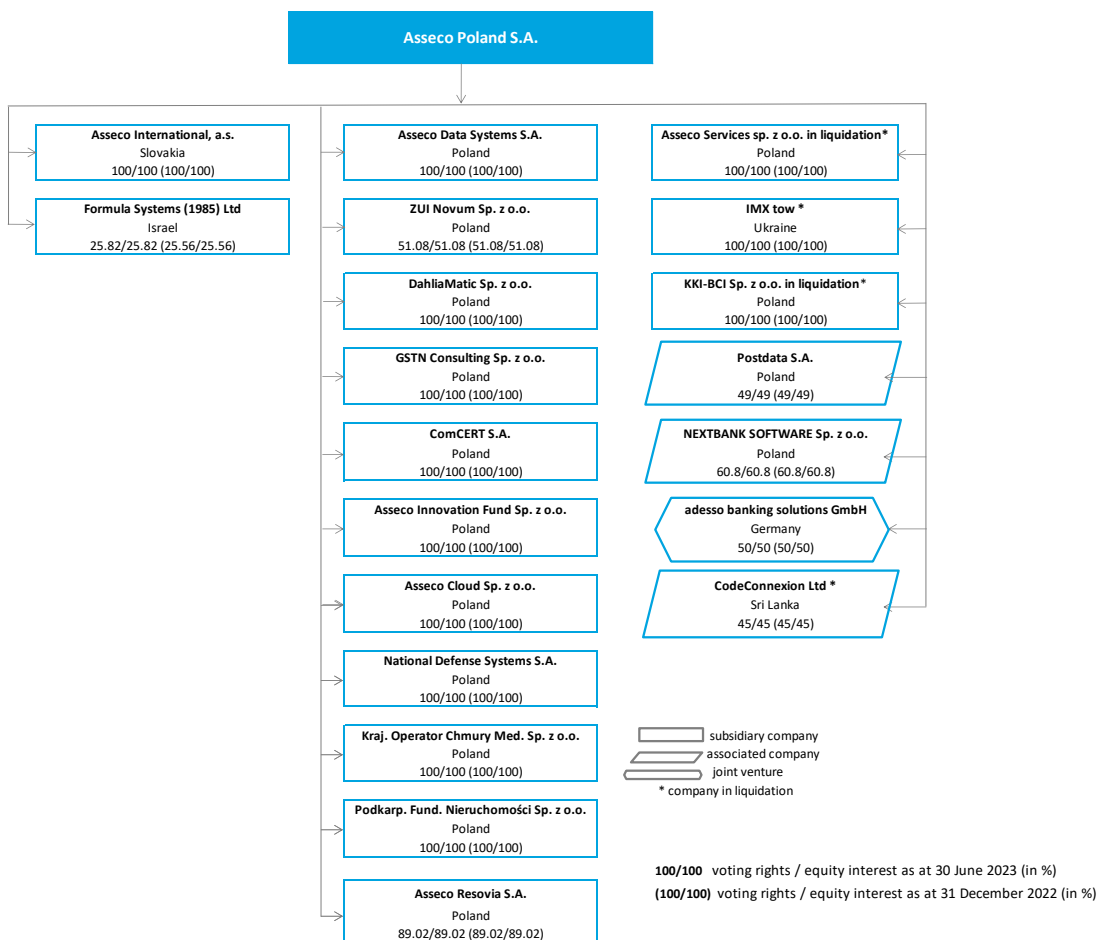 Asseco Poland S.A.
Asseco International, a.s.
Slovakia
100/100 (100/100)
Formula Systems (1985) Ltd
Israel
25.82/25.82 (25.56/25.56)
Asseco Data Systems S.A.
Poland
100/100 (100/100)
ZUI Novum Sp. z o.o.
Poland
51.08/51.08 (51.08/51.08)
DahliaMatic Sp. z o.o.
Poland
100/100 (100/100)
GSTN Consulting Sp. z o.o.
Poland
100/100 (100/100)
ComCERT S.A.
Poland
100/100 (100/100)
Asseco Innovation Fund Sp. z o.o.
Poland
100/100 (100/100)
Asseco Cloud Sp. z o.o.
Poland
100/100 (100/100)
National Defense Systems S.A.
Poland
100/100 (100/100)
Kraj. Operator Chmury Med. Sp. z o.o.
Poland
100/100 (100/100)
Podkarp. Fund. Nieruchomości Sp. z o.o.
Poland
100/100 (100/100)
Asseco Resovia S.A.
Poland
89.02/89.02 (89.02/89.02)
Asseco Services sp. z o.o. in liquidation*
Poland
100/100 (100/100)
IMX tow *
Ukraine
100/100 (100/100)
KKI-BCI Sp. z o.o. in liquidation*
Poland
100/100 (100/100)
Postdata S.A.
Poland
49/49 (49/49)
NEXTBANK SOFTWARE Sp. z o.o.
Poland
60.8/60.8 (60.8/60.8)
adesso banking solutions GmbH
Germany
50/50 (50/50)
CodeConnexion Ltd *
Sri Lanka
45/45 (45/45)
subsidiary company
associated company
joint venture
* company in liquidation
100/100 voting rights / equity interest as at 30 June 2023 (in %)
(100/100) voting rights / equity interest as at 31 December 2022 (in %)